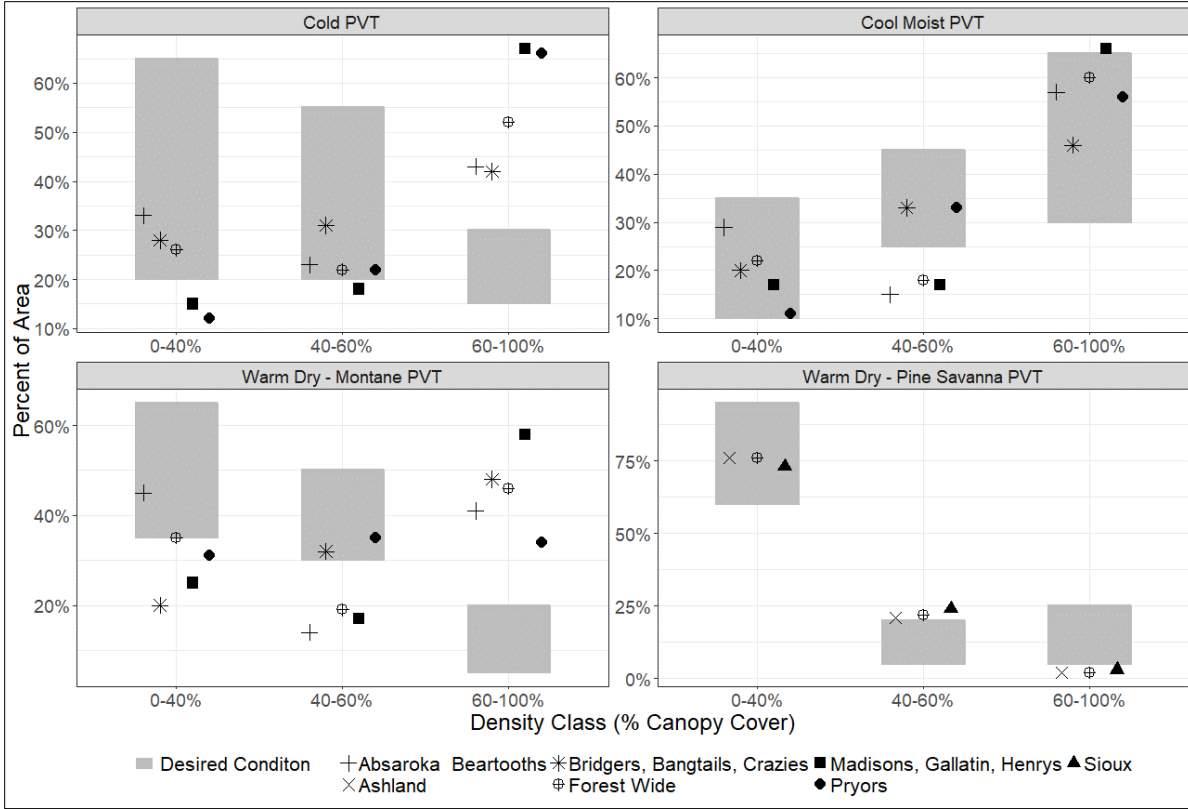 Cold PVT
Cool Moist PVT
60%
50%
40%
30%
20%
10%
0-40%
40-60%
60-100%
60%
50%
40%
30%
20%
10%
0-40%
40-60%
60-100%
Percent of Area
Warm Dry - Montane PVT
Warm Dry - Pine Savanna PVT
60%
40%
20%
0-40%
40-60%
60-100%
75%
50%
25%
0%
0-40%
40-60%
60-100%
Density Class (% Canopy Cover)
Desired Conditon
Absaroka Beartooths
Bridgers, Bangtails, Crazies
Madisons, Gallatin, Henrys
Sioux
Ashland
Forest Wide
Pryors